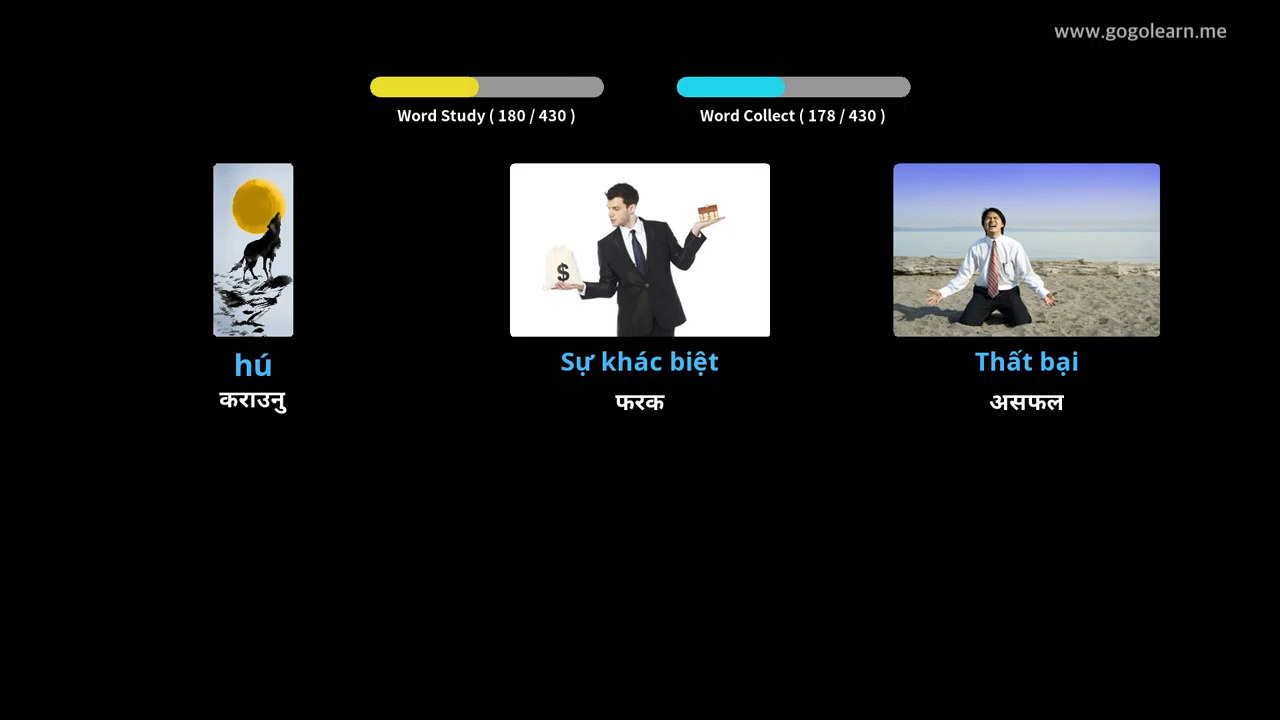 www.gogolearn.me
Word Study ( 180 / 430 )
Word Collect ( 178 / 430 )
$
hú
कराउनु
Sự khác biệt
फरक
Thất bại
असफल